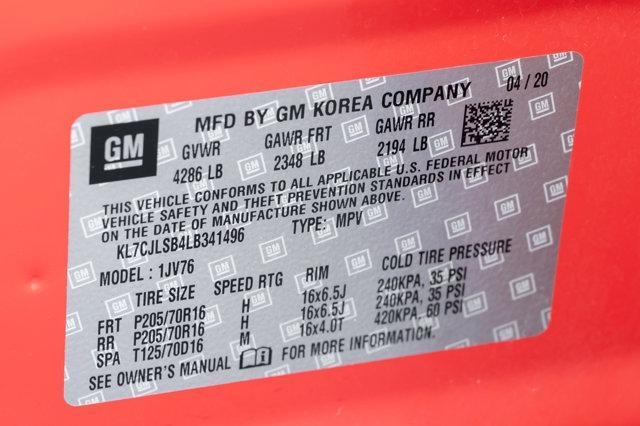 04 / 20
MFD BY GM KOREA COMPANY
GM
GVWR GAWR FRT GAWR RR
4286 LB 2348 LB 2194 LB
THIS VEHICLE CONFORMS TO ALL APPLICABLE U.S. FEDERAL MOTOR
VEHICLE SAFETY AND THEFT PREVENTION STANDARDS IN EFFECT
ON THE DATE OF MANUFACTURE SHOWN ABOVE.
KL7CJLSB4LB341496 TYPE: MPV
MODEL : 1JV76
TIRE SIZE SPEED RTG RIM COLD TIRE PRESSURE
FRT P205/70R16 H 16x6.5J 240KPA, 35 PSI
RR P205/70R16 H 16x6.5J 240KPA, 35 PSI
SPA T125/70D16 M 16x4.0T 420KPA, 60 PSI
SEE OWNER'S MANUAL FOR MORE INFORMATION.